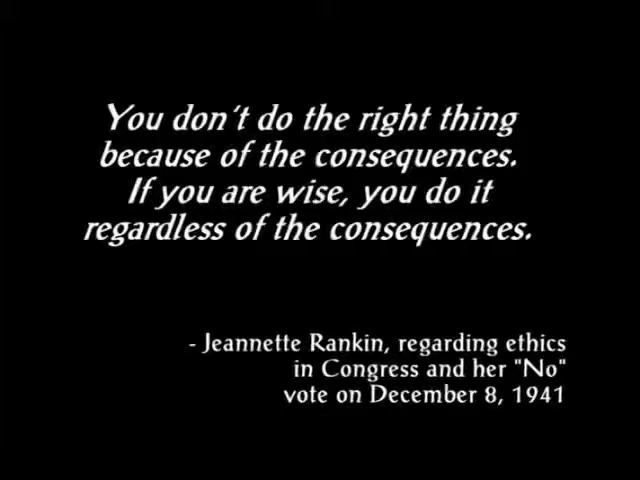 You don't do the right thing
because of the consequences.
If you are wise, you do it
regardless of the consequences.
- Jeannette Rankin, regarding ethics
in Congress and her "No"
vote on December 8, 1941